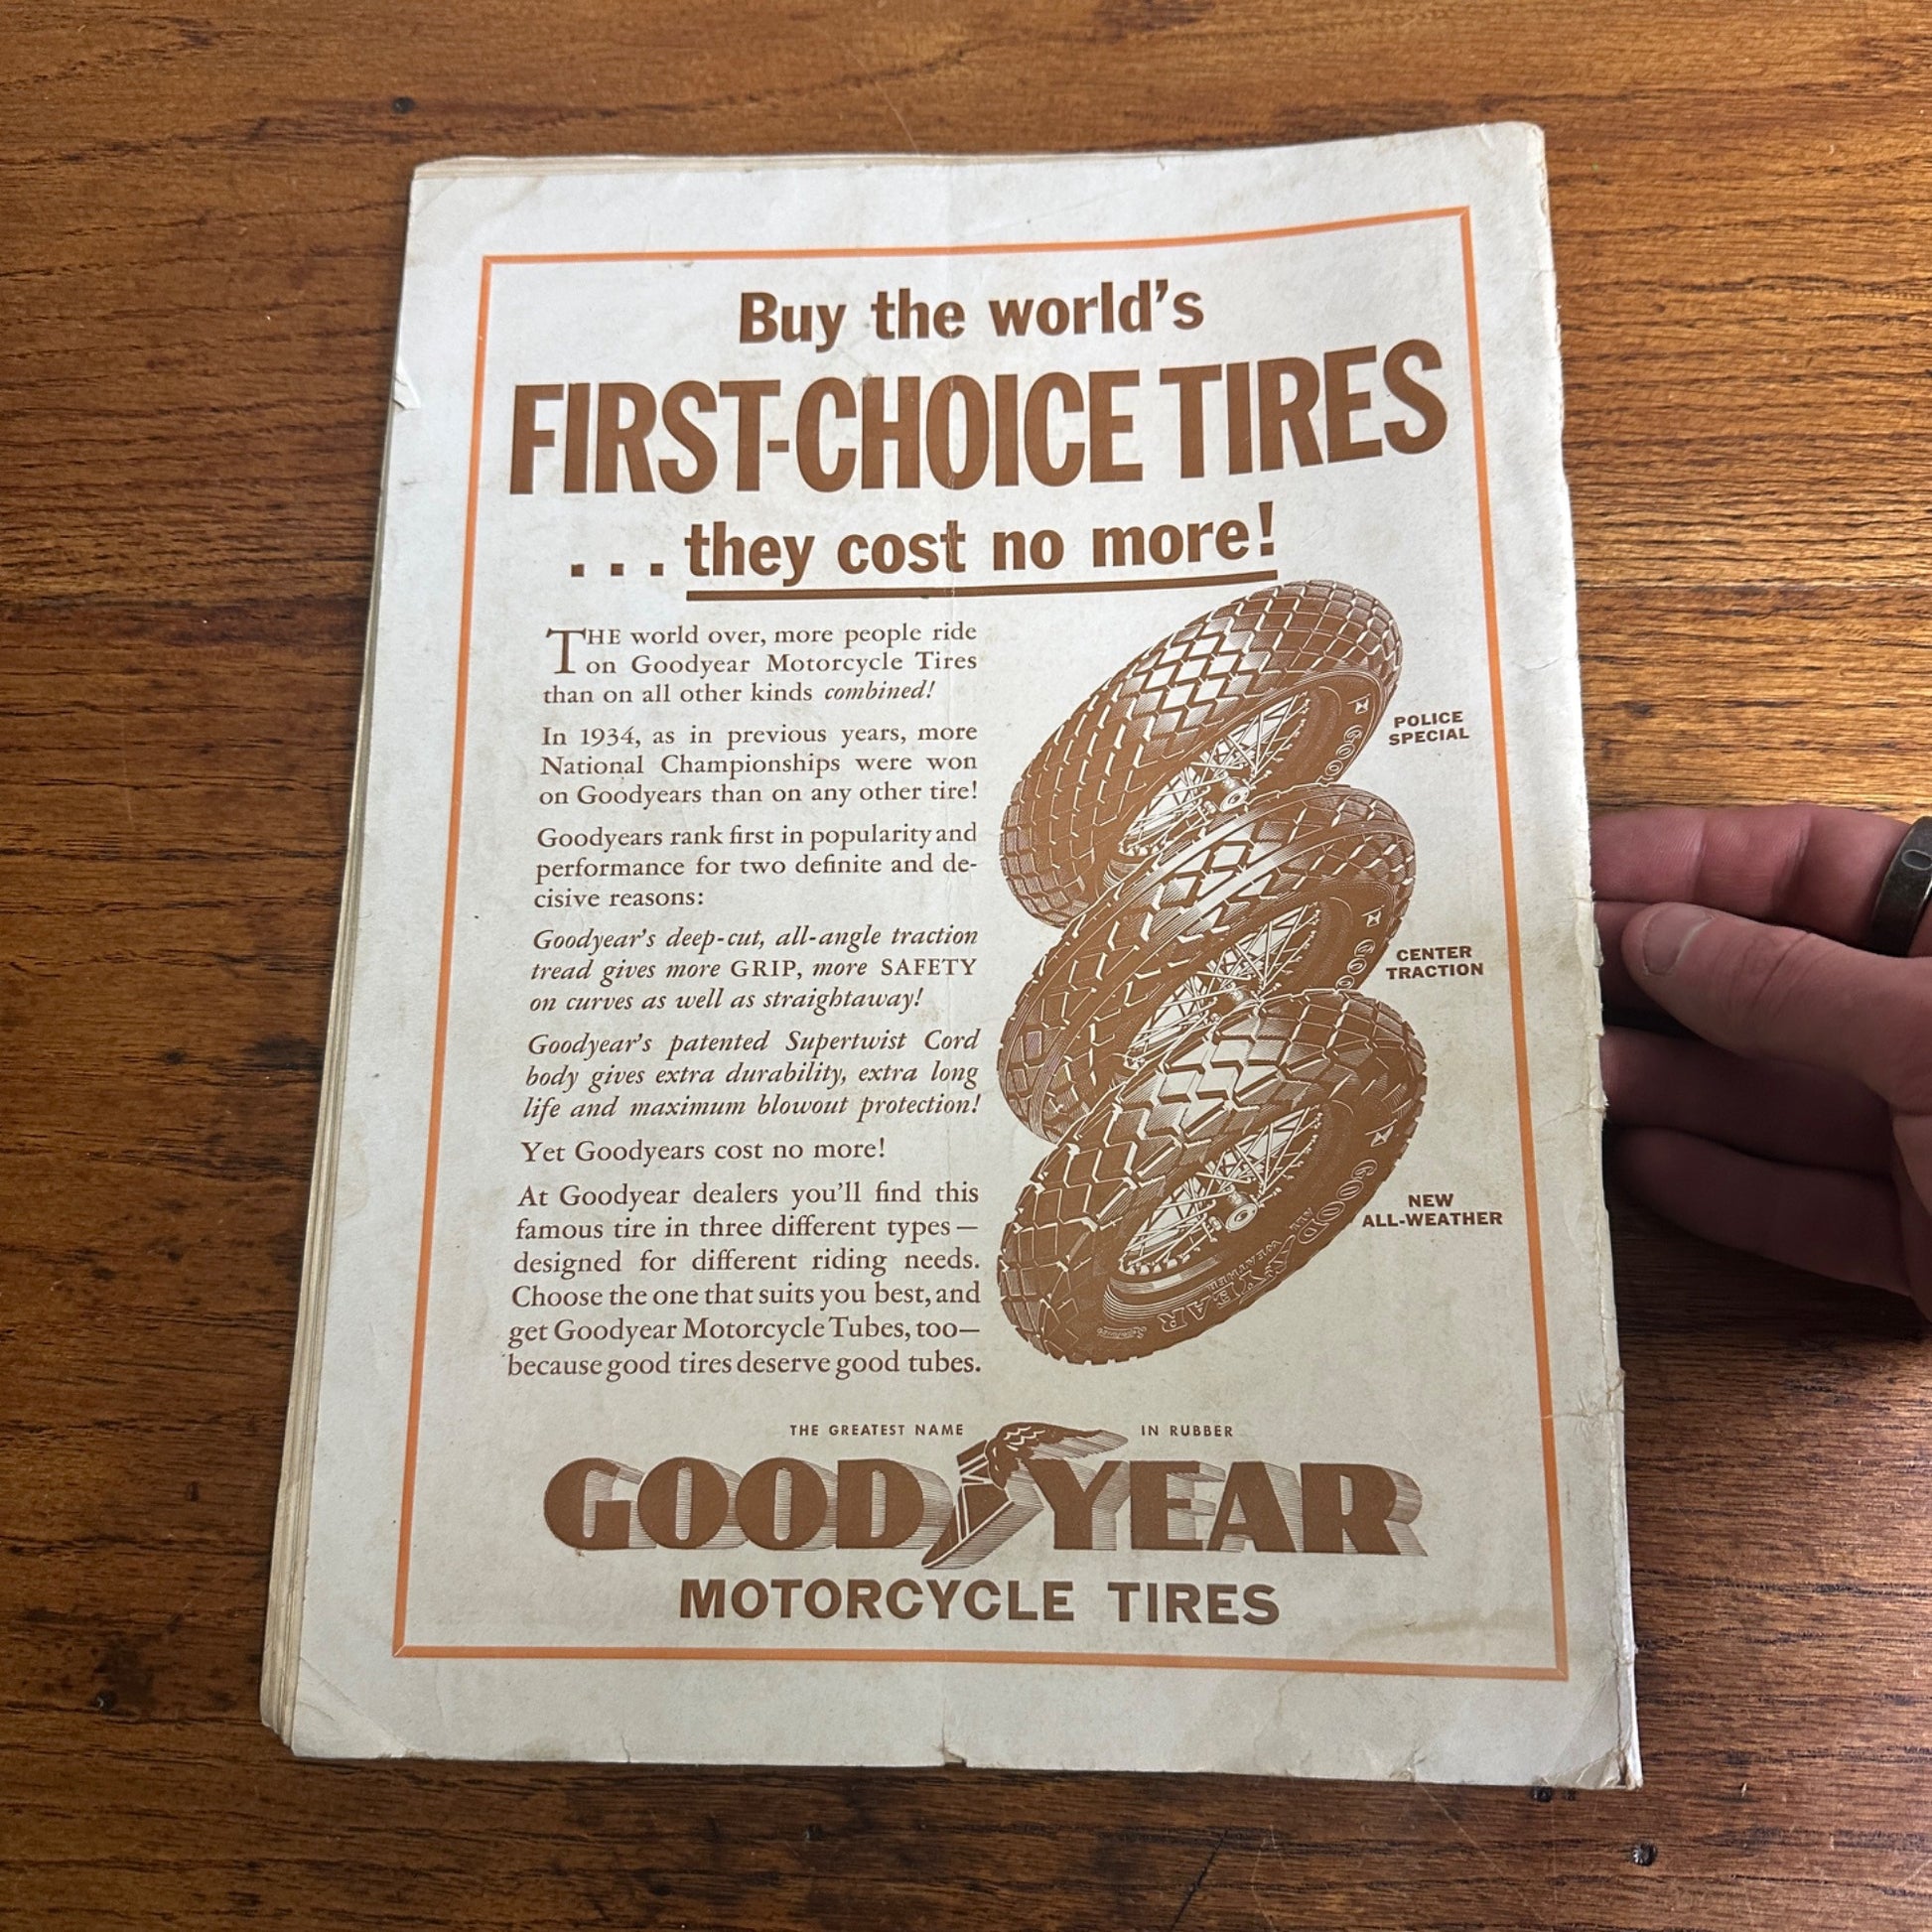 Buy the world's
FIRST-CHOICE TIRES
. . . they cost no more!
THE world over, more people ride
on Goodyear Motorcycle Tires
than on all other kinds combined!
In 1934, as in previous years, more
National Championships were won
on Goodyears than on any other tire!
Goodyears rank first in popularity and
performance for two definite and de-
cisive reasons:
Goodyear's deep-cut, all-angle traction
tread gives more GRIP, more SAFETY
on curves as well as straightaway!
Goodyear's patented Supertwist Cord
body gives extra durability, extra long
life and maximum blowout protection!
Yet Goodyears cost no more!
At Goodyear dealers you'll find this
famous tire in three different types—
designed for different riding needs.
Choose the one that suits you best, and
get Goodyear Motorcycle Tubes, too—
because good tires deserve good tubes.
POLICE
SPECIAL
GOO
CENTER
TRACTION
GOO
NEW
ALL-WEATHER
GOODYEAR
ALL WEATHER
THE GREATEST NAME IN RUBBER
GOODYEAR
MOTORCYCLE TIRES